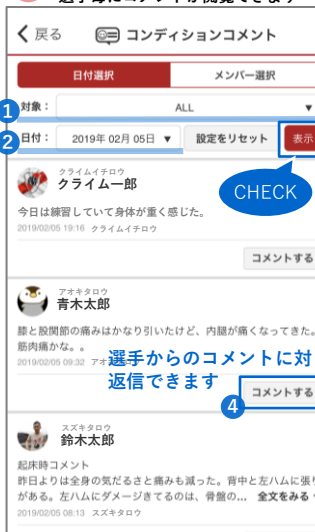 選手毎にコメントが閲覧できます
戻る コンディションコメント
日付選択 メンバー選択
1 対象： ALL ▼
2 日付： 2019年 02月 05日 ▼ 設定をリセット 表示
クライムイチロウ
クライム一郎
CHECK
今日は練習していて身体が重く感じた。
2019/02/05 19:16 クライムイチロウ
コメントする
アオキタロウ
青木太郎
膝と股関節の痛みはかなり引いたけど、内腿が痛くなってきた。
筋肉痛かな。。
2019/02/05 09:32 アオ
選手からのコメントに対
返信できます
4 コメントする
スズキタロウ
鈴木太郎
起床時コメント
昨日よりは全身の気だるさと痛みも減った。背中と左ハムに張り
がある。左ハムにダメージきてるのは、骨盤の... 全文をみる
2019/02/05 08:13 スズキタロウ